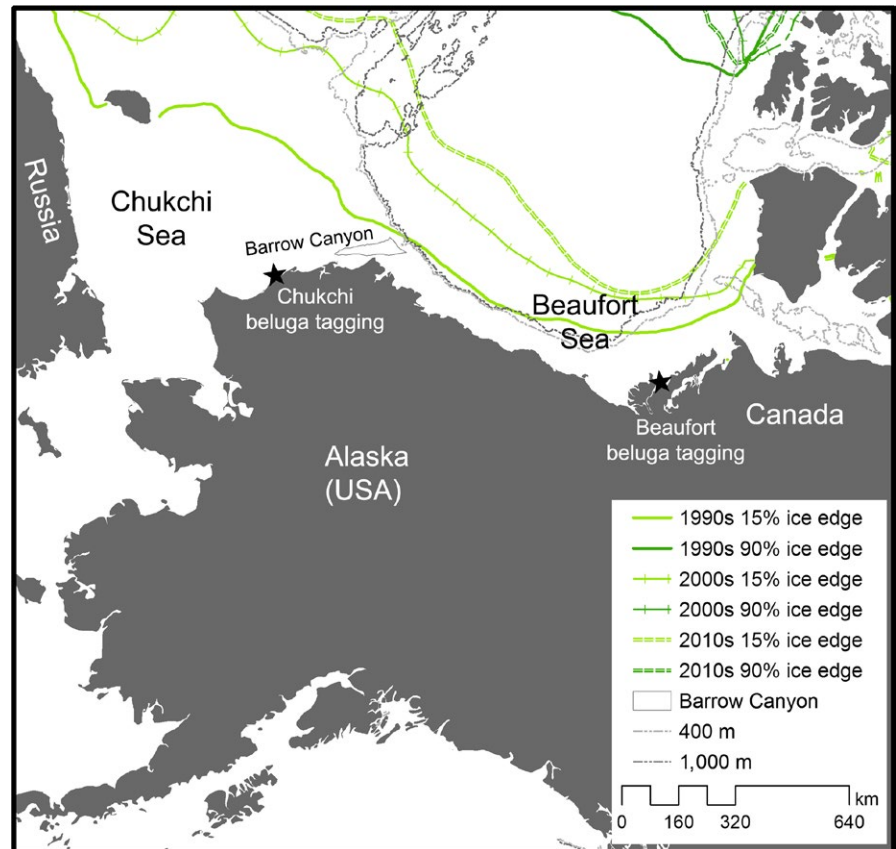 Russia
Chukchi
Sea
Barrow Canyon
Chukchi
beluga tagging
Beaufort
Sea
Beaufort
beluga tagging
Canada
Alaska
(USA)
1990s 15% ice edge
1990s 90% ice edge
2000s 15% ice edge
2000s 90% ice edge
2010s 15% ice edge
2010s 90% ice edge
Barrow Canyon
400 m
1,000 m
km
0 160 320 640